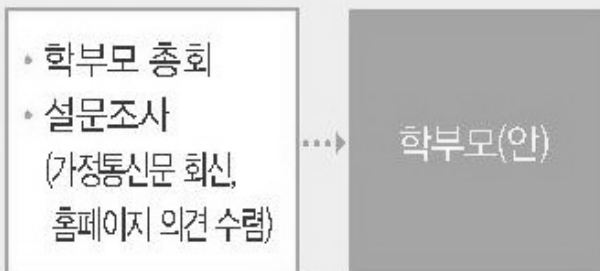 • 학부모 총회
• 설문조사
(가정통신문 회신,
홈페이지 의견 수렴)
학부모(안)